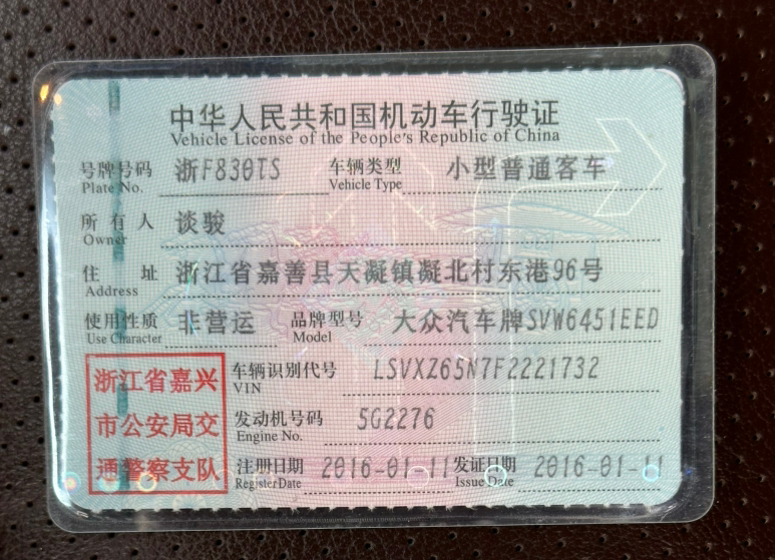 中华人民共和国机动车行驶证
Vehicle License of the People's Republic of China
号牌号码 浙F830TS 车辆类型 小型普通客车
Plate No. Vehicle Type
所有人 谈骏
Owner
住址 浙江省嘉善县天凝镇凝北村东港96号
Address
使用性质 非营运 品牌型号 大众汽车牌SVW6451EED
Use Character Model
浙江省嘉兴
市公安局交
通警察支队
车辆识别代号 LSVXZ65N7F2221732
VIN
发动机号码 5G2276
Engine No.
注册日期 2016-01-11 发证日期 2016-01-11
Register Date Issue Date